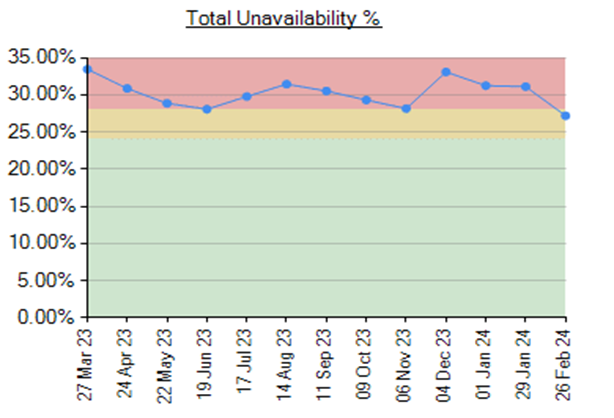 Total Unavailability %
35.00%
30.00%
25.00%
20.00%
15.00%
10.00%
5.00%
0.00%
27 Mar 23
24 Apr 23
22 May 23
19 Jun 23
17 Jul 23
14 Aug 23
11 Sep 23
09 Oct 23
06 Nov 23
04 Dec 23
01 Jan 24
29 Jan 24
26 Feb 24